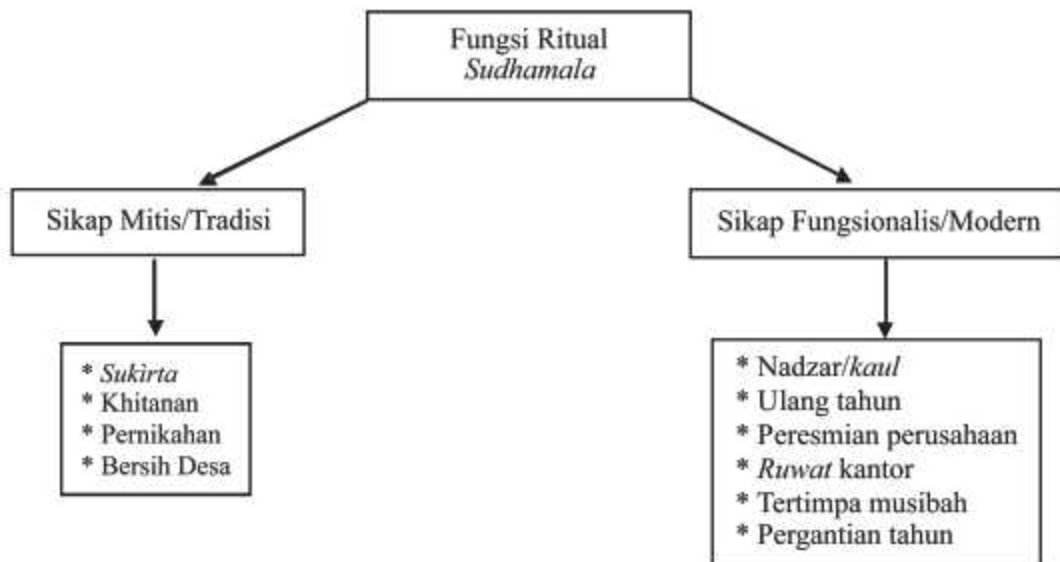 Fungsi Ritual
Sudhamala
Sikap Mitis/Tradisi
Sikap Fungsionalis/Modern
* Sukirta
* Khitanan
* Pernikahan
* Bersih Desa
* Nadzar/kaul
* Ulang tahun
* Peresmian perusahaan
* Ruwat kantor
* Tertimpa musibah
* Pergantian tahun